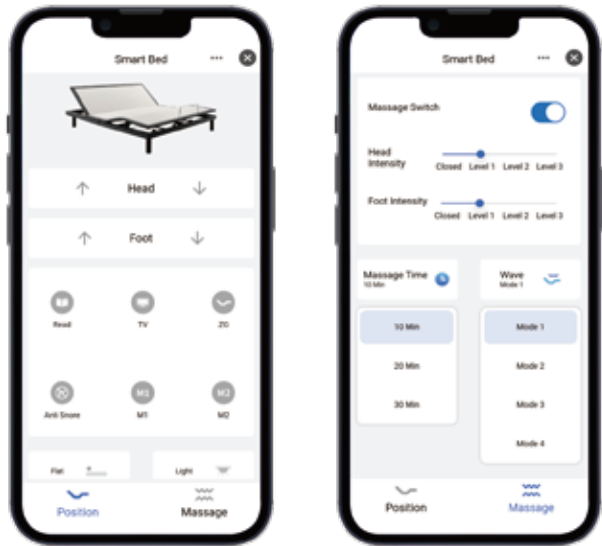 Smart Bed
Head
Foot
Read
TV
ZG
Anti Snore
M1
M1
M2
M2
Flat
Light
Position
Massage
Smart Bed
Massage Switch
Head
Intensity
Closed Level 1 Level 2 Level 3
Foot Intensity
Closed Level 1 Level 2 Level 3
Massage Time
10 Min
Wave
Mode 1
10 Min
20 Min
30 Min
Mode 1
Mode 2
Mode 3
Mode 4
Position
Massage